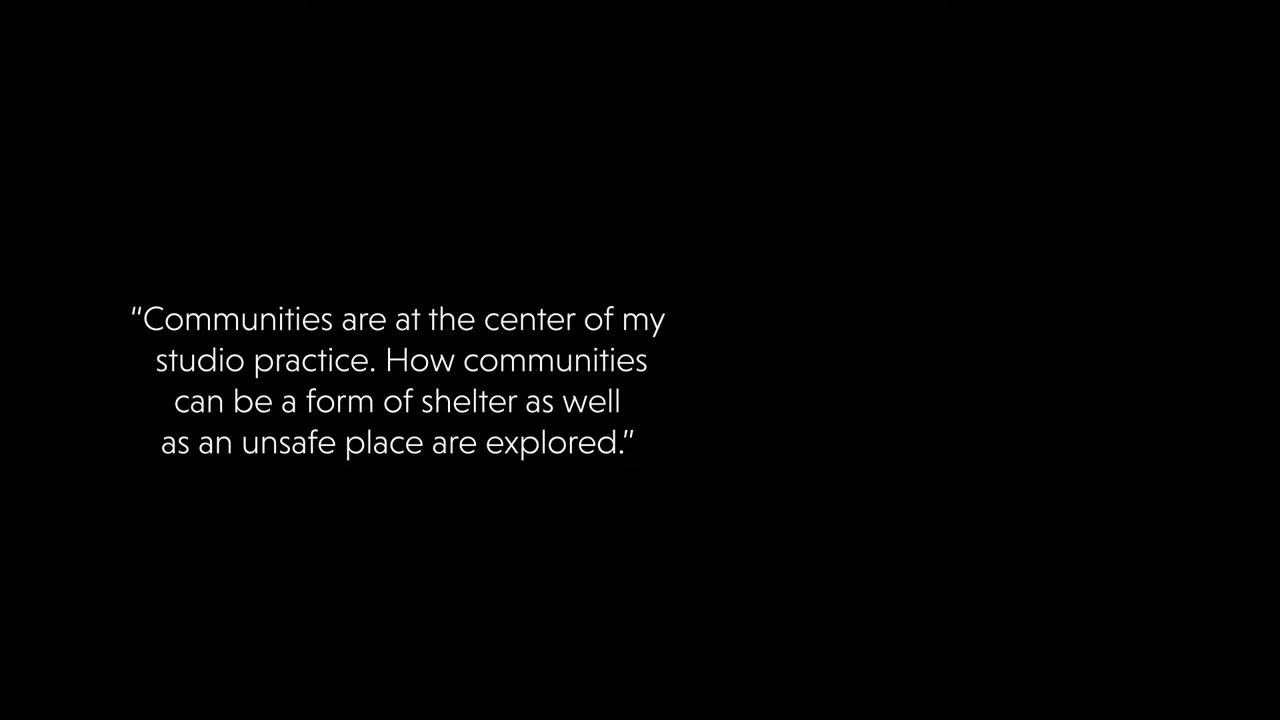 “Communities are at the center of my
studio practice. How communities
can be a form of shelter as well
as an unsafe place are explored.”